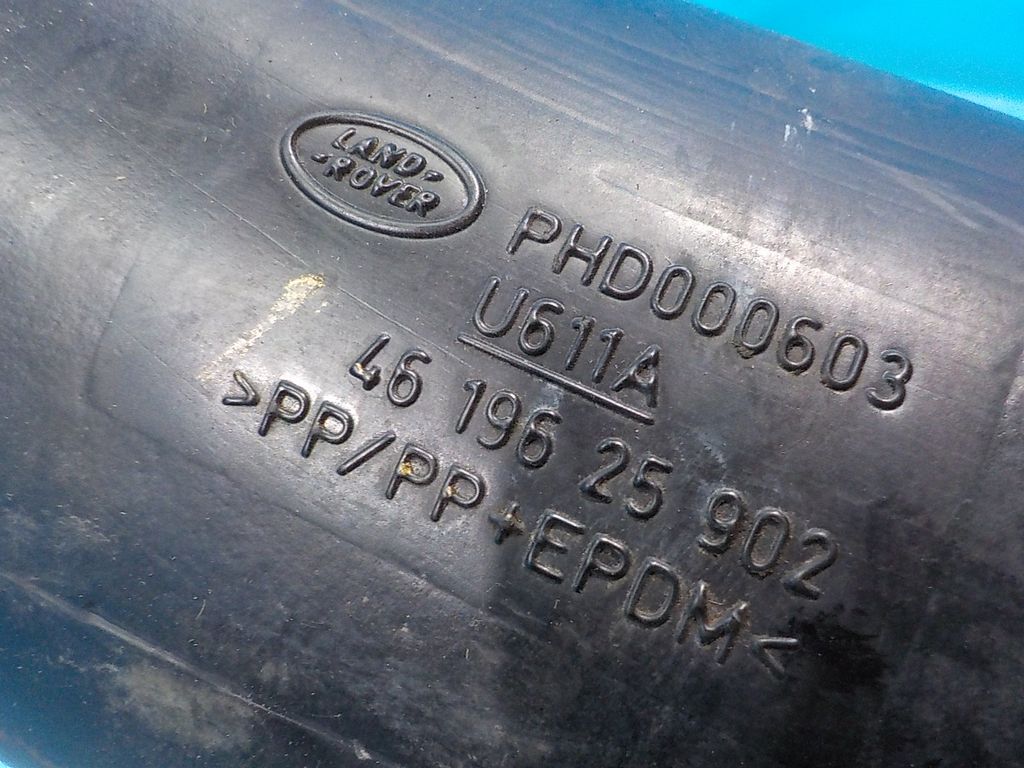 LAND-
-ROVER
PHD000603
U611A
46 196 25 902
>PP/PP+EPDM<